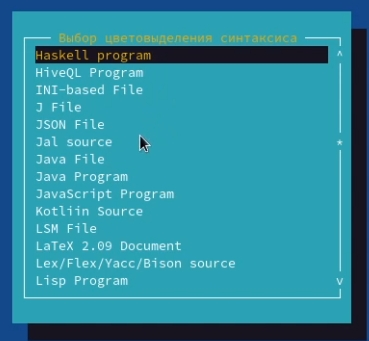 Выбор цветовыделения синтаксиса
Haskell program
HiveQL Program
INI-based File
J File
JSON File
Jal source
Java File
Java Program
JavaScript Program
Kotliin Source
LSM File
LaTeX 2.09 Document
Lex/Flex/Yacc/Bison source
Lisp Program